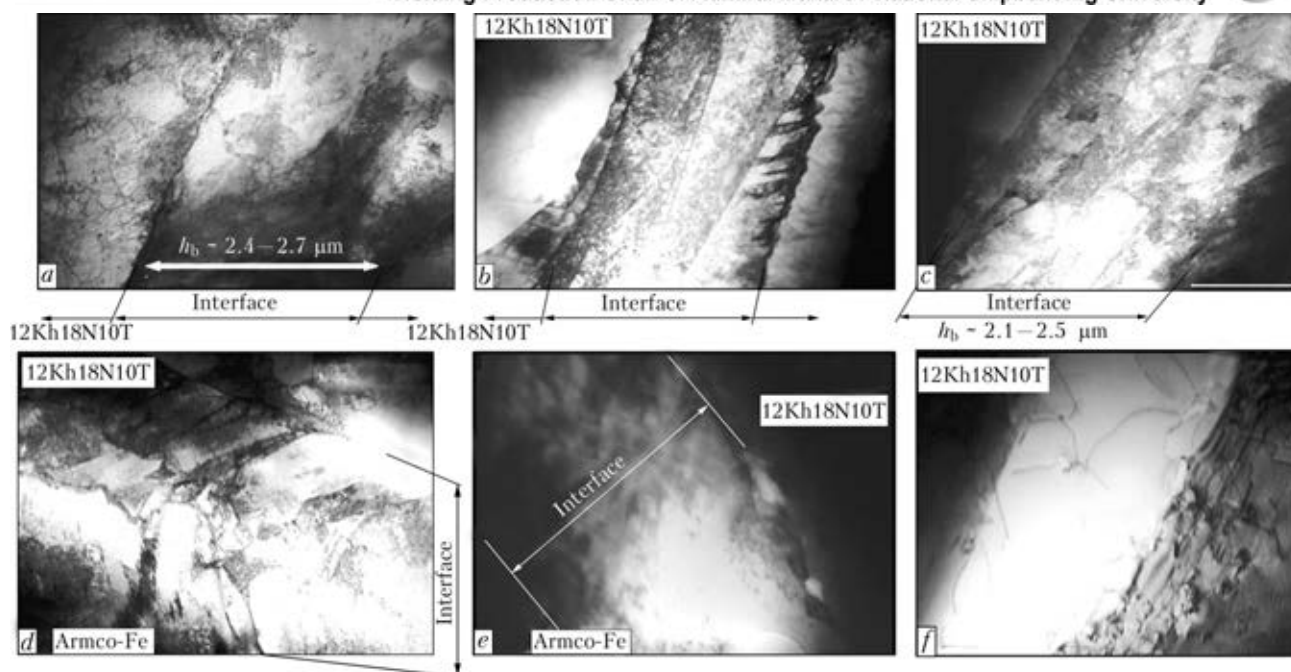 12Kh18N10T
12Kh18N10T
12Kh18N10T
h_b ~ 2.4–2.7 μm
a
b
c
Interface
Interface
Interface
12Kh18N10T
12Kh18N10T
h_b ~ 2.1–2.5 μm
12Kh18N10T
12Kh18N10T
12Kh18N10T
Interface
Interface
d
Armco-Fe
e
Armco-Fe
f